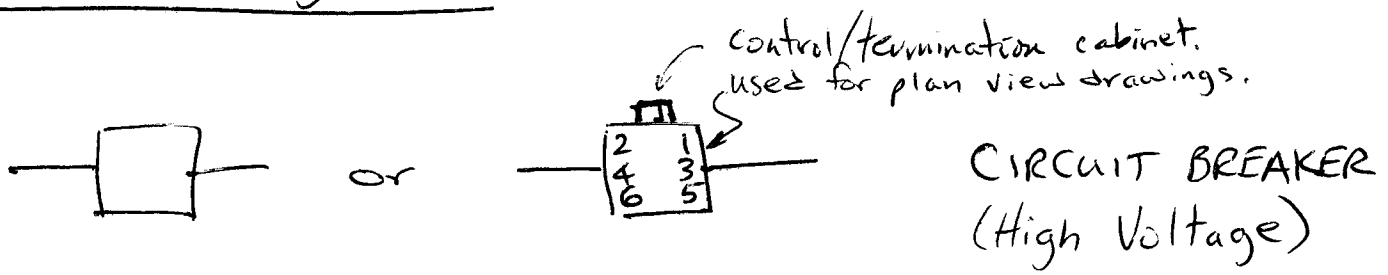 control/termination cabinet.
used for plan view drawings.
or
2 1
4 3
6 5
CIRCUIT BREAKER
(High Voltage)